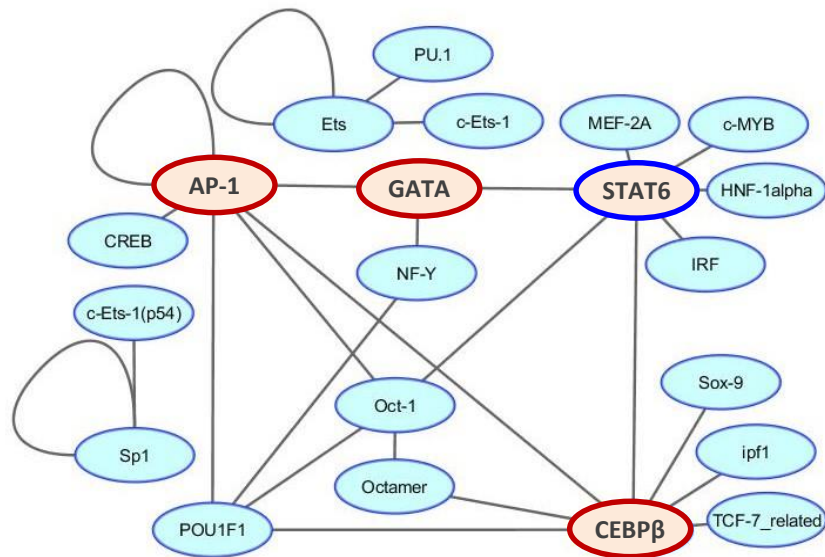 PU.1
Ets
c-Ets-1
MEF-2A
c-MYB
AP-1
GATA
STAT6
HNF-1alpha
CREB
NF-Y
IRF
c-Ets-1(p54)
Sox-9
Oct-1
Sp1
ipf1
Octamer
POU1F1
CEBPβ
TCF-7_related